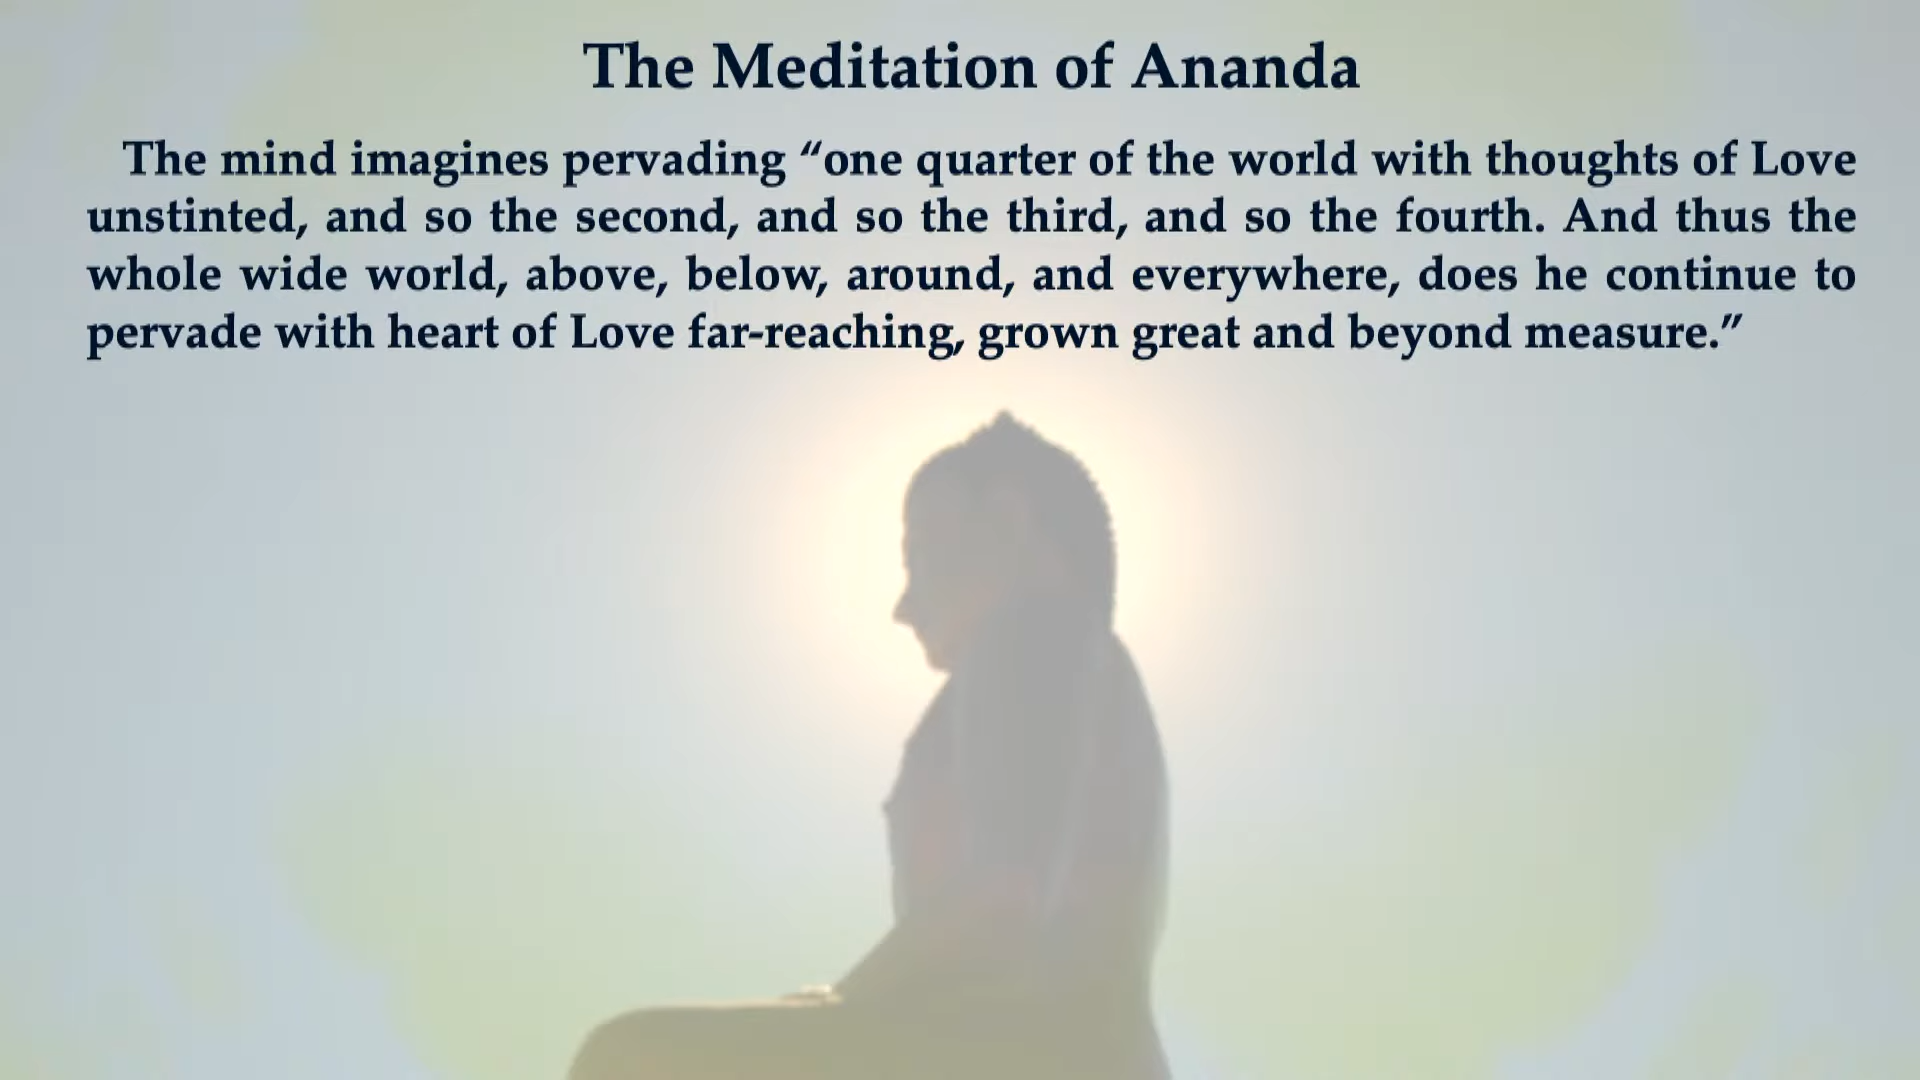 The Meditation of Ananda
The mind imagines pervading “one quarter of the world with thoughts of Love
unstinted, and so the second, and so the third, and so the fourth. And thus the
whole wide world, above, below, around, and everywhere, does he continue to
pervade with heart of Love far-reaching, grown great and beyond measure.”